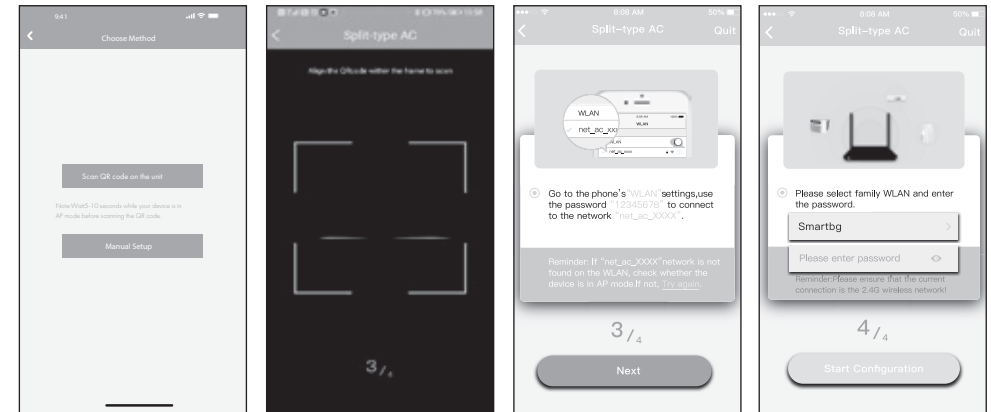 9:41
Choose Method
Scan QR code on the unit
Note:Wait5-10 seconds while your device is in
AP mode before scanning the QR code.
Manual Setup
Split-type AC
Align the QRcode within the frame to scan
3/4
8:08 AM
50%
Split-type AC
Quit
WLAN
net_ac_xxx
WLAN
WLAN
net_ac_xxxx
Go to the phone's"WLAN"settings,use
the password "12345678" to connect
to the network "net_ac_XXXX".
Reminder: If "net_ac_XXXX"network is not
found on the WLAN, check whether the
device is in AP mode.If not, Try again.
3/4
Next
8:08 AM
50%
Split-type AC
Quit
Please select family WLAN and enter
the password.
Smartbg
Please enter password
Reminder:Please ensure that the current
connection is the 2.4G wireless network!
4/4
Start Configuration